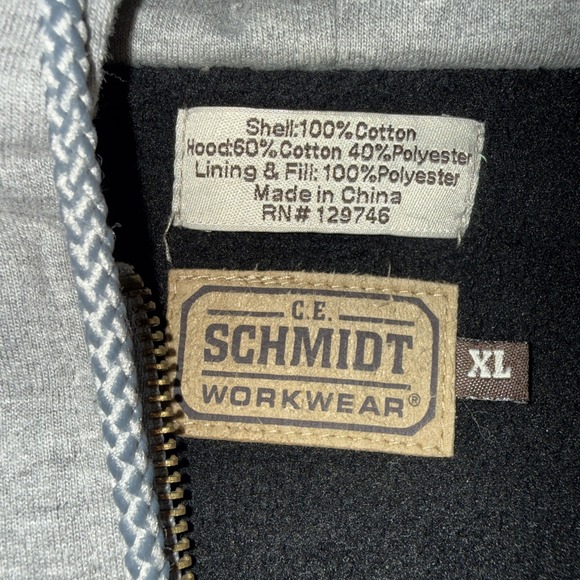 Shell:100%Cotton
Hood:60%Cotton 40%Polyester
Lining & Fill: 100%Polyester
Made in China
RN# 129746
C.E.
SCHMIDT
WORKWEAR®
XL